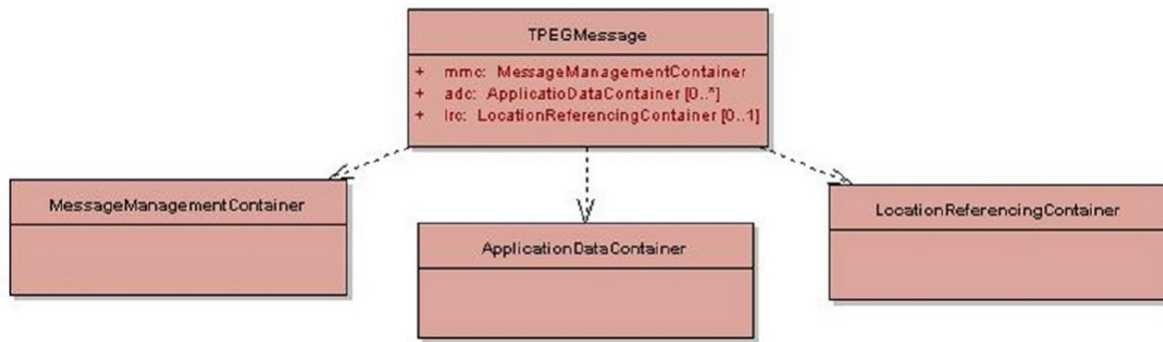 TPEGMessage
+ mmc: MessageManagementContainer
+ adc: ApplicatioDataContainer [0..*]
+ lrc: LocationReferencingContainer [0..1]
MessageManagementContainer
ApplicationDataContainer
LocationReferencingContainer